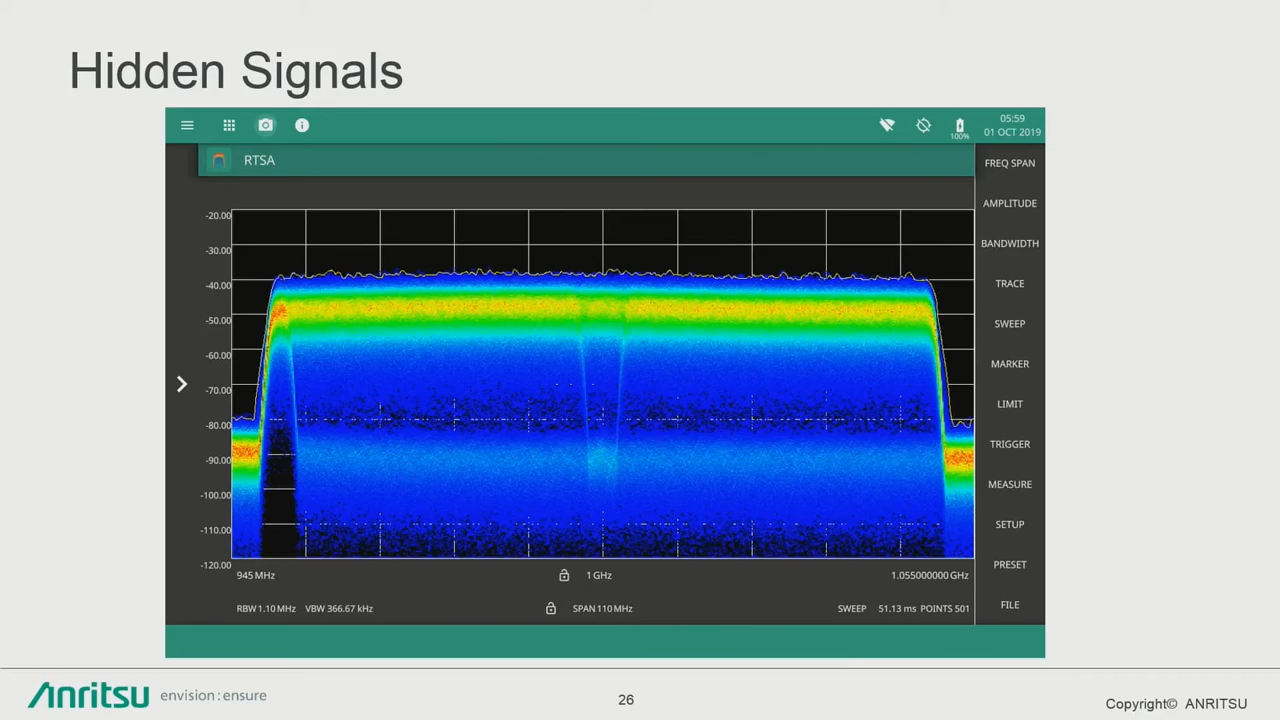 Hidden Signals
05:59
01 OCT 2019
100%
RTSA
FREQ SPAN
AMPLITUDE
BANDWIDTH
TRACE
SWEEP
MARKER
LIMIT
TRIGGER
MEASURE
SETUP
PRESET
FILE
-20.00
-30.00
-40.00
-50.00
-60.00
-70.00
-80.00
-90.00
-100.00
-110.00
-120.00
945 MHz 1 GHz 1.055000000 GHz
RBW 1.10 MHz VBW 366.67 kHz SPAN 110 MHz SWEEP 51.13 ms POINTS 501
Anritsu envision : ensure
26
Copyright© ANRITSU